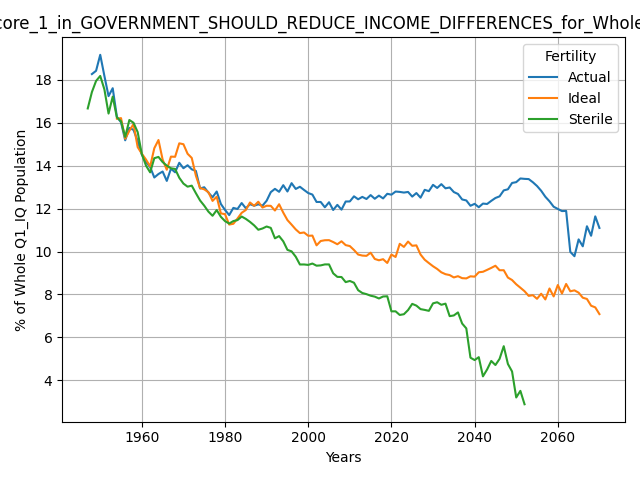 core_1_in_GOVERNMENT_SHOULD_REDUCE_INCOME_DIFFERENCES_for_Whole
% of Whole Q1_IQ Population
18
16
14
12
10
8
6
4
Fertility
Actual
Ideal
Sterile
1960 1980 2000 2020 2040 2060
Years